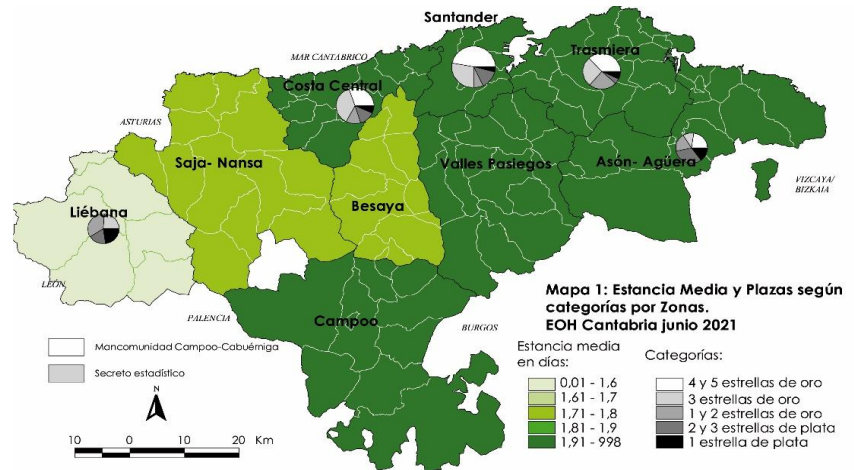 Santander
MAR CANTABRICO
Trasmiera
Costa Central
ASTURIAS
Saja- Nansa
Valles Pasiegos
Asón- Agüera
VIZCAYA/
BIZKAIA
Besaya
Liébana
LEÓN
PALENCIA
Campoo
BURGOS
Mapa 1: Estancia Media y Plazas según
categorías por Zonas.
EOH Cantabria junio 2021
Mancomunidad Campoo-Cabuérniga
Secreto estadístico
N
10 0 10 20 Km
Estancia media
en días:
0,01 - 1,6
1,61 - 1,7
1,71 - 1,8
1,81 - 1,9
1,91 - 998
Categorías:
4 y 5 estrellas de oro
3 estrellas de oro
1 y 2 estrellas de oro
2 y 3 estrellas de plata
1 estrella de plata